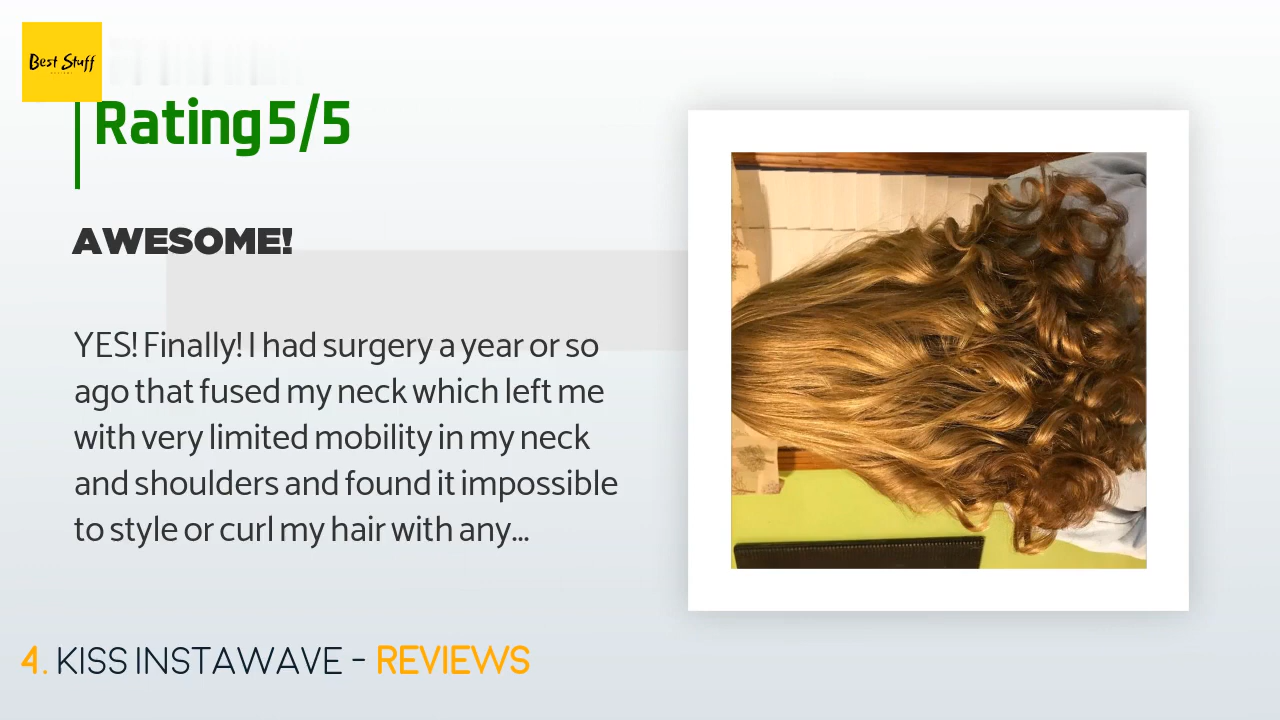 Best Stuff
Rating 5/5
AWESOME!
YES! Finally! I had surgery a year or so
ago that fused my neck which left me
with very limited mobility in my neck
and shoulders and found it impossible
to style or curl my hair with any...
4. KISS INSTAWAVE - REVIEWS